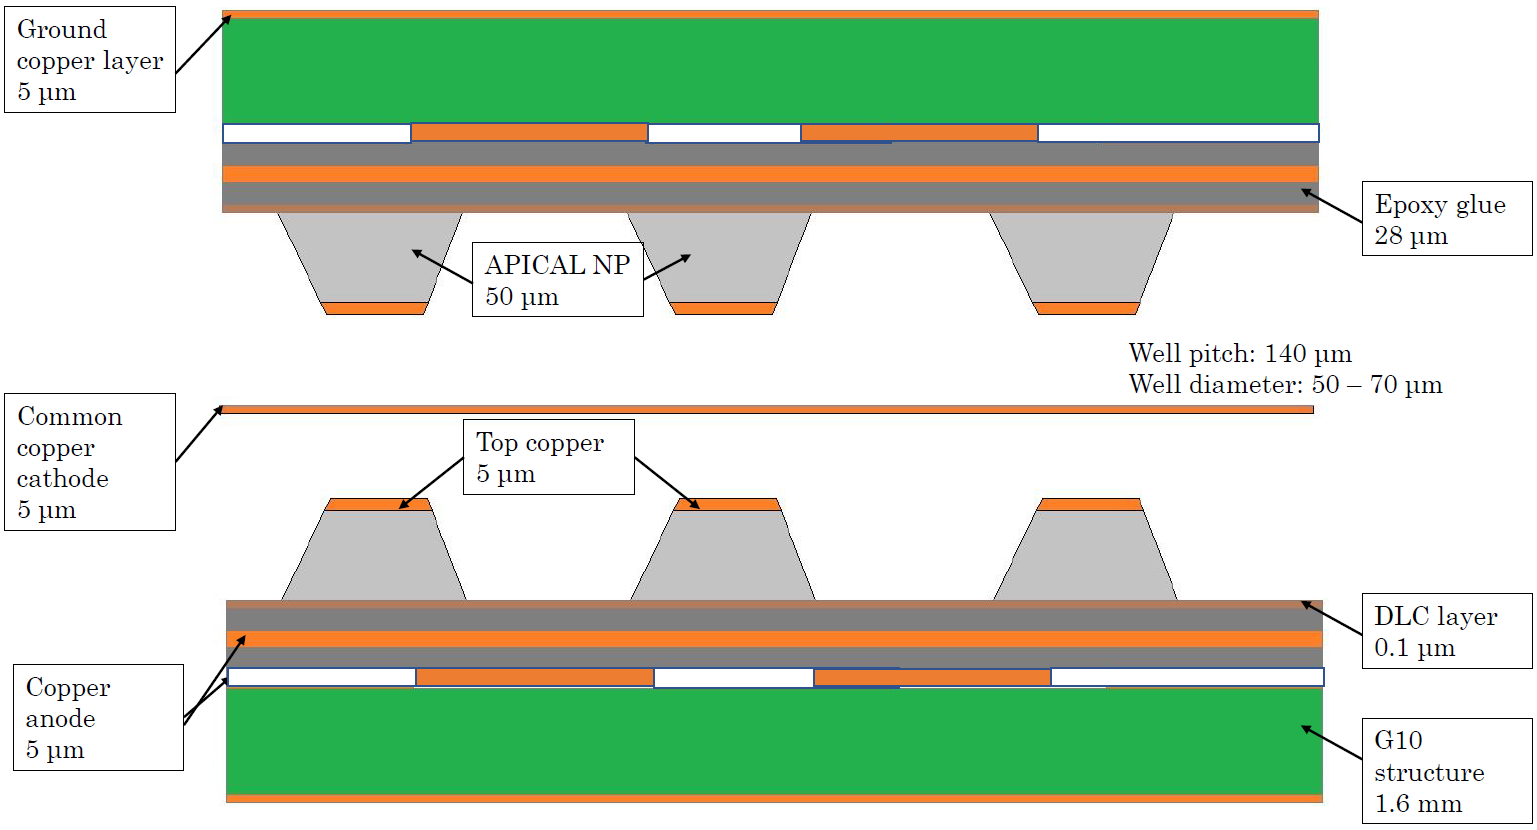 Ground
copper layer
5 µm
Epoxy glue
28 µm
APICAL NP
50 µm
Well pitch: 140 µm
Well diameter: 50 – 70 µm
Common
copper
cathode
5 µm
Top copper
5 µm
DLC layer
0.1 µm
Copper
anode
5 µm
G10
structure
1.6 mm